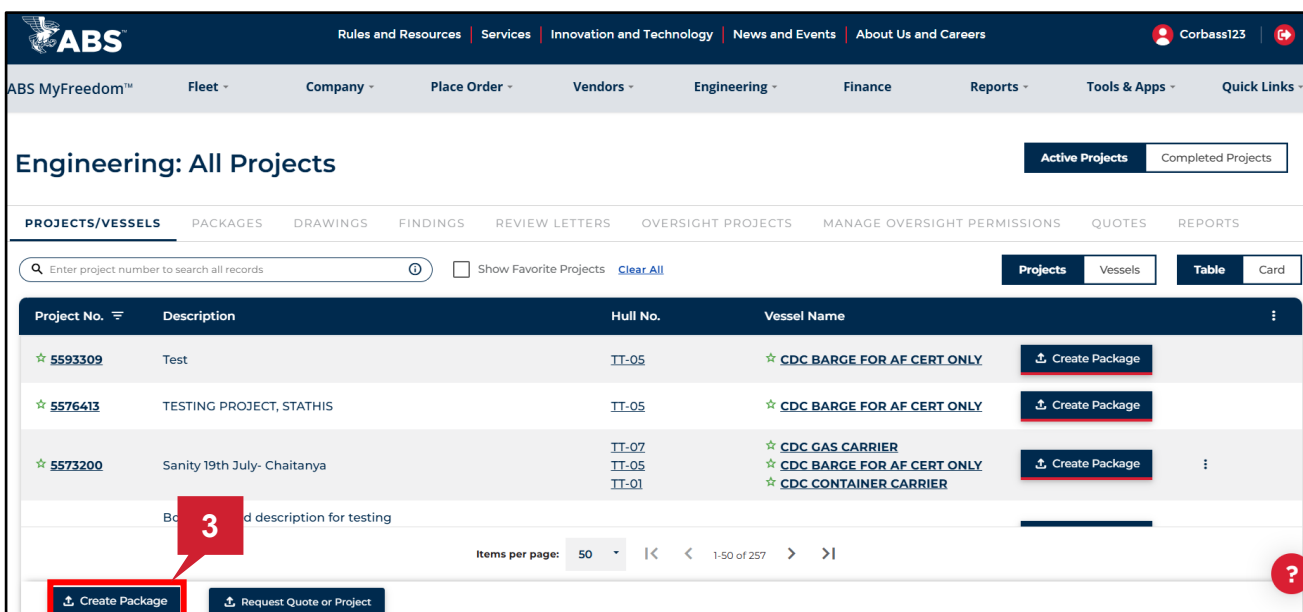 ABS™
Rules and Resources | Services | Innovation and Technology | News and Events | About Us and Careers
Corbass123
ABS MyFreedom™ Fleet Company Place Order Vendors Engineering Finance Reports Tools & Apps Quick Links
Engineering: All Projects
Active Projects Completed Projects
PROJECTS/VESSELS PACKAGES DRAWINGS FINDINGS REVIEW LETTERS OVERSIGHT PROJECTS MANAGE OVERSIGHT PERMISSIONS QUOTES REPORTS
Enter project number to search all records Show Favorite Projects Clear All Projects Vessels Table Card
Project No. Description Hull No. Vessel Name
5593309 Test TT-05 CDC BARGE FOR AF CERT ONLY Create Package
5576413 TESTING PROJECT, STATHIS TT-05 CDC BARGE FOR AF CERT ONLY Create Package
TT-07 CDC GAS CARRIER
5573200 Sanity 19th July- Chaitanya TT-05 CDC BARGE FOR AF CERT ONLY Create Package
TT-01 CDC CONTAINER CARRIER
description for testing
3
Items per page: 50 1-50 of 257
?
Create Package Request Quote or Project